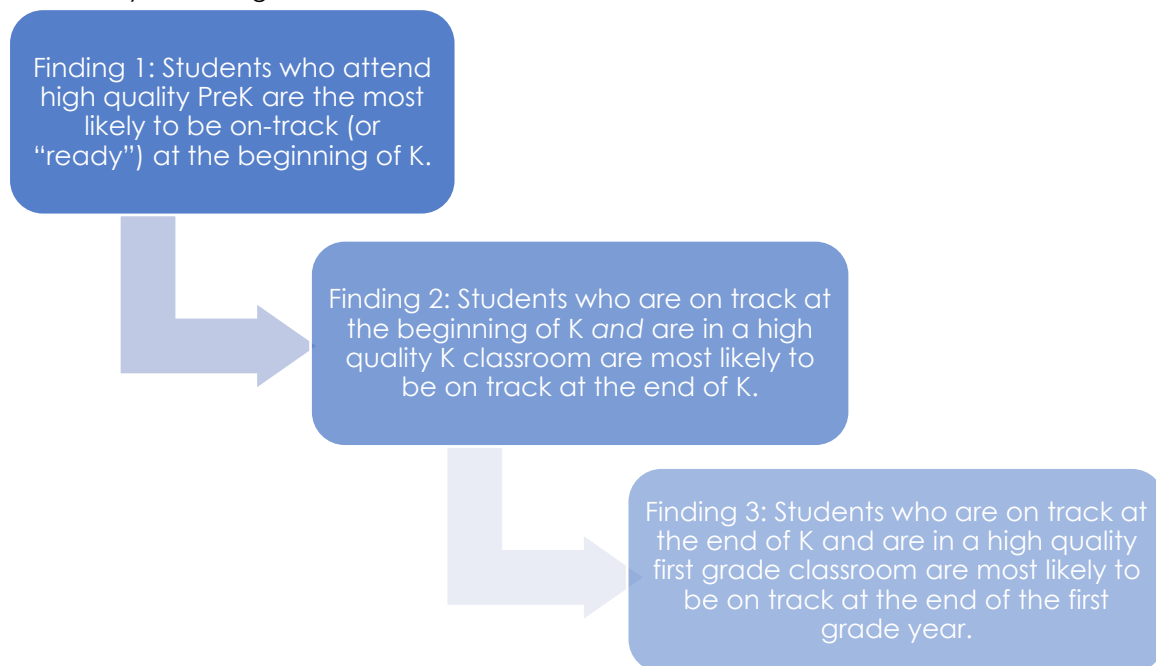 Finding 1: Students who attend
high quality PreK are the most
likely to be on-track (or
“ready”) at the beginning of K.
Finding 2: Students who are on track at
the beginning of K and are in a high
quality K classroom are most likely to
be on track at the end of K.
Finding 3: Students who are on track at
the end of K and are in a high quality
first grade classroom are most likely to
be on track at the end of the first
grade year.